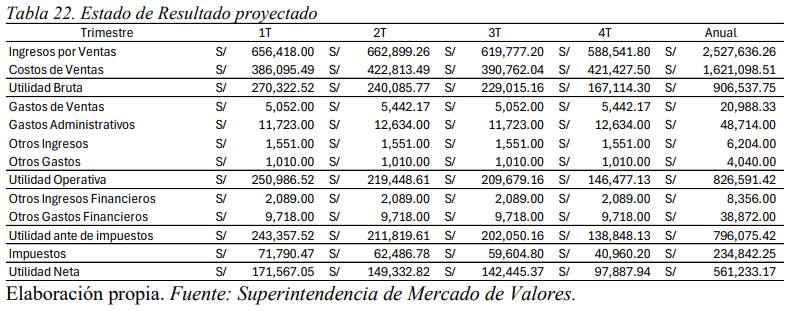 Tabla 22. Estado de Resultado proyectado
Trimestre 1T 2T 3T 4T Anual
Ingresos por Ventas S/ 656,418.00 S/ 662,899.26 S/ 619,777.20 S/ 588,541.80 S/ 2,527,636.26
Costos de Ventas S/ 386,095.49 S/ 422,813.49 S/ 390,762.04 S/ 421,427.50 S/ 1,621,098.51
Utilidad Bruta S/ 270,322.52 S/ 240,085.77 S/ 229,015.16 S/ 167,114.30 S/ 906,537.75
Gastos de Ventas S/ 5,052.00 S/ 5,442.17 S/ 5,052.00 S/ 5,442.17 S/ 20,988.33
Gastos Administrativos S/ 11,723.00 S/ 12,634.00 S/ 11,723.00 S/ 12,634.00 S/ 48,714.00
Otros Ingresos S/ 1,551.00 S/ 1,551.00 S/ 1,551.00 S/ 1,551.00 S/ 6,204.00
Otros Gastos S/ 1,010.00 S/ 1,010.00 S/ 1,010.00 S/ 1,010.00 S/ 4,040.00
Utilidad Operativa S/ 250,986.52 S/ 219,448.61 S/ 209,679.16 S/ 146,477.13 S/ 826,591.42
Otros Ingresos Financieros S/ 2,089.00 S/ 2,089.00 S/ 2,089.00 S/ 2,089.00 S/ 8,356.00
Otros Gastos Financieros S/ 9,718.00 S/ 9,718.00 S/ 9,718.00 S/ 9,718.00 S/ 38,872.00
Utilidad ante de impuestos S/ 243,357.52 S/ 211,819.61 S/ 202,050.16 S/ 138,848.13 S/ 796,075.42
Impuestos S/ 71,790.47 S/ 62,486.78 S/ 59,604.80 S/ 40,960.20 S/ 234,842.25
Utilidad Neta S/ 171,567.05 S/ 149,332.82 S/ 142,445.37 S/ 97,887.94 S/ 561,233.17
Elaboración propia. Fuente: Superintendencia de Mercado de Valores.